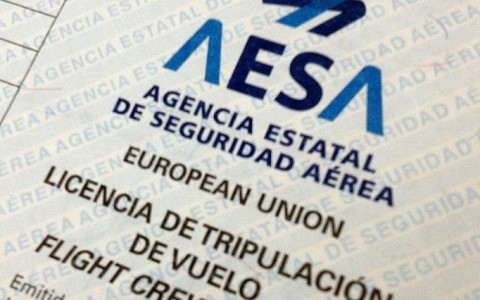 AESA
AGENCIA ESTATAL
DE SEGURIDAD AÉREA
EUROPEAN UNION
LICENCIA DE TRIPULACIÓN
DE VUELO
FLIGHT